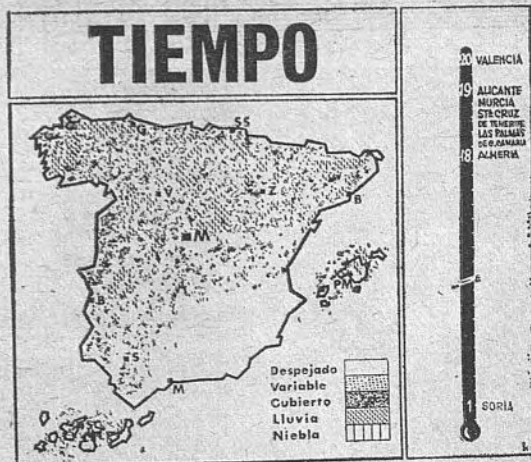 TIEMPO
SS
G
V
Z
B
M
PM
B
S
M
Despejado
Variable
Cubierto
Lluvia
Niebla
20 VALENCIA
19 ALICANTE
MURCIA
STA CRUZ
DE TENERIFE
LAS PALMAS
DE G. CANARIA
18 ALMERIA
1 SORIA